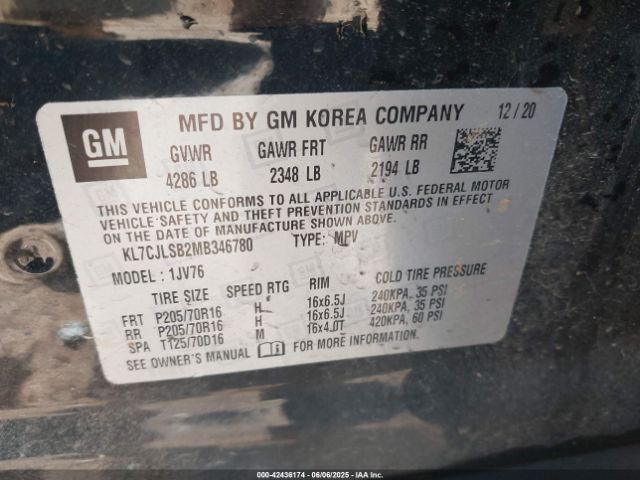 GM
MFD BY GM KOREA COMPANY 12/20
GVWR GAWR FRT GAWR RR
4286 LB 2348 LB 2194 LB
THIS VEHICLE CONFORMS TO ALL APPLICABLE U.S. FEDERAL MOTOR
VEHICLE SAFETY AND THEFT PREVENTION STANDARDS IN EFFECT
ON THE DATE OF MANUFACTURE SHOWN ABOVE.
KL7CJLSB2MB346780 TYPE: MPV
MODEL: 1JV76
TIRE SIZE SPEED RTG RIM COLD TIRE PRESSURE
FRT P205/70R16 H 16x6.5J 240KPA, 35 PSI
RR P205/70R16 H 16x6.5J 240KPA, 35 PSI
SPA T125/70D16 M 16x4.0T 420KPA, 60 PSI
SEE OWNER'S MANUAL FOR MORE INFORMATION.
000-42436174 - 06/06/2025 - IAA Inc.